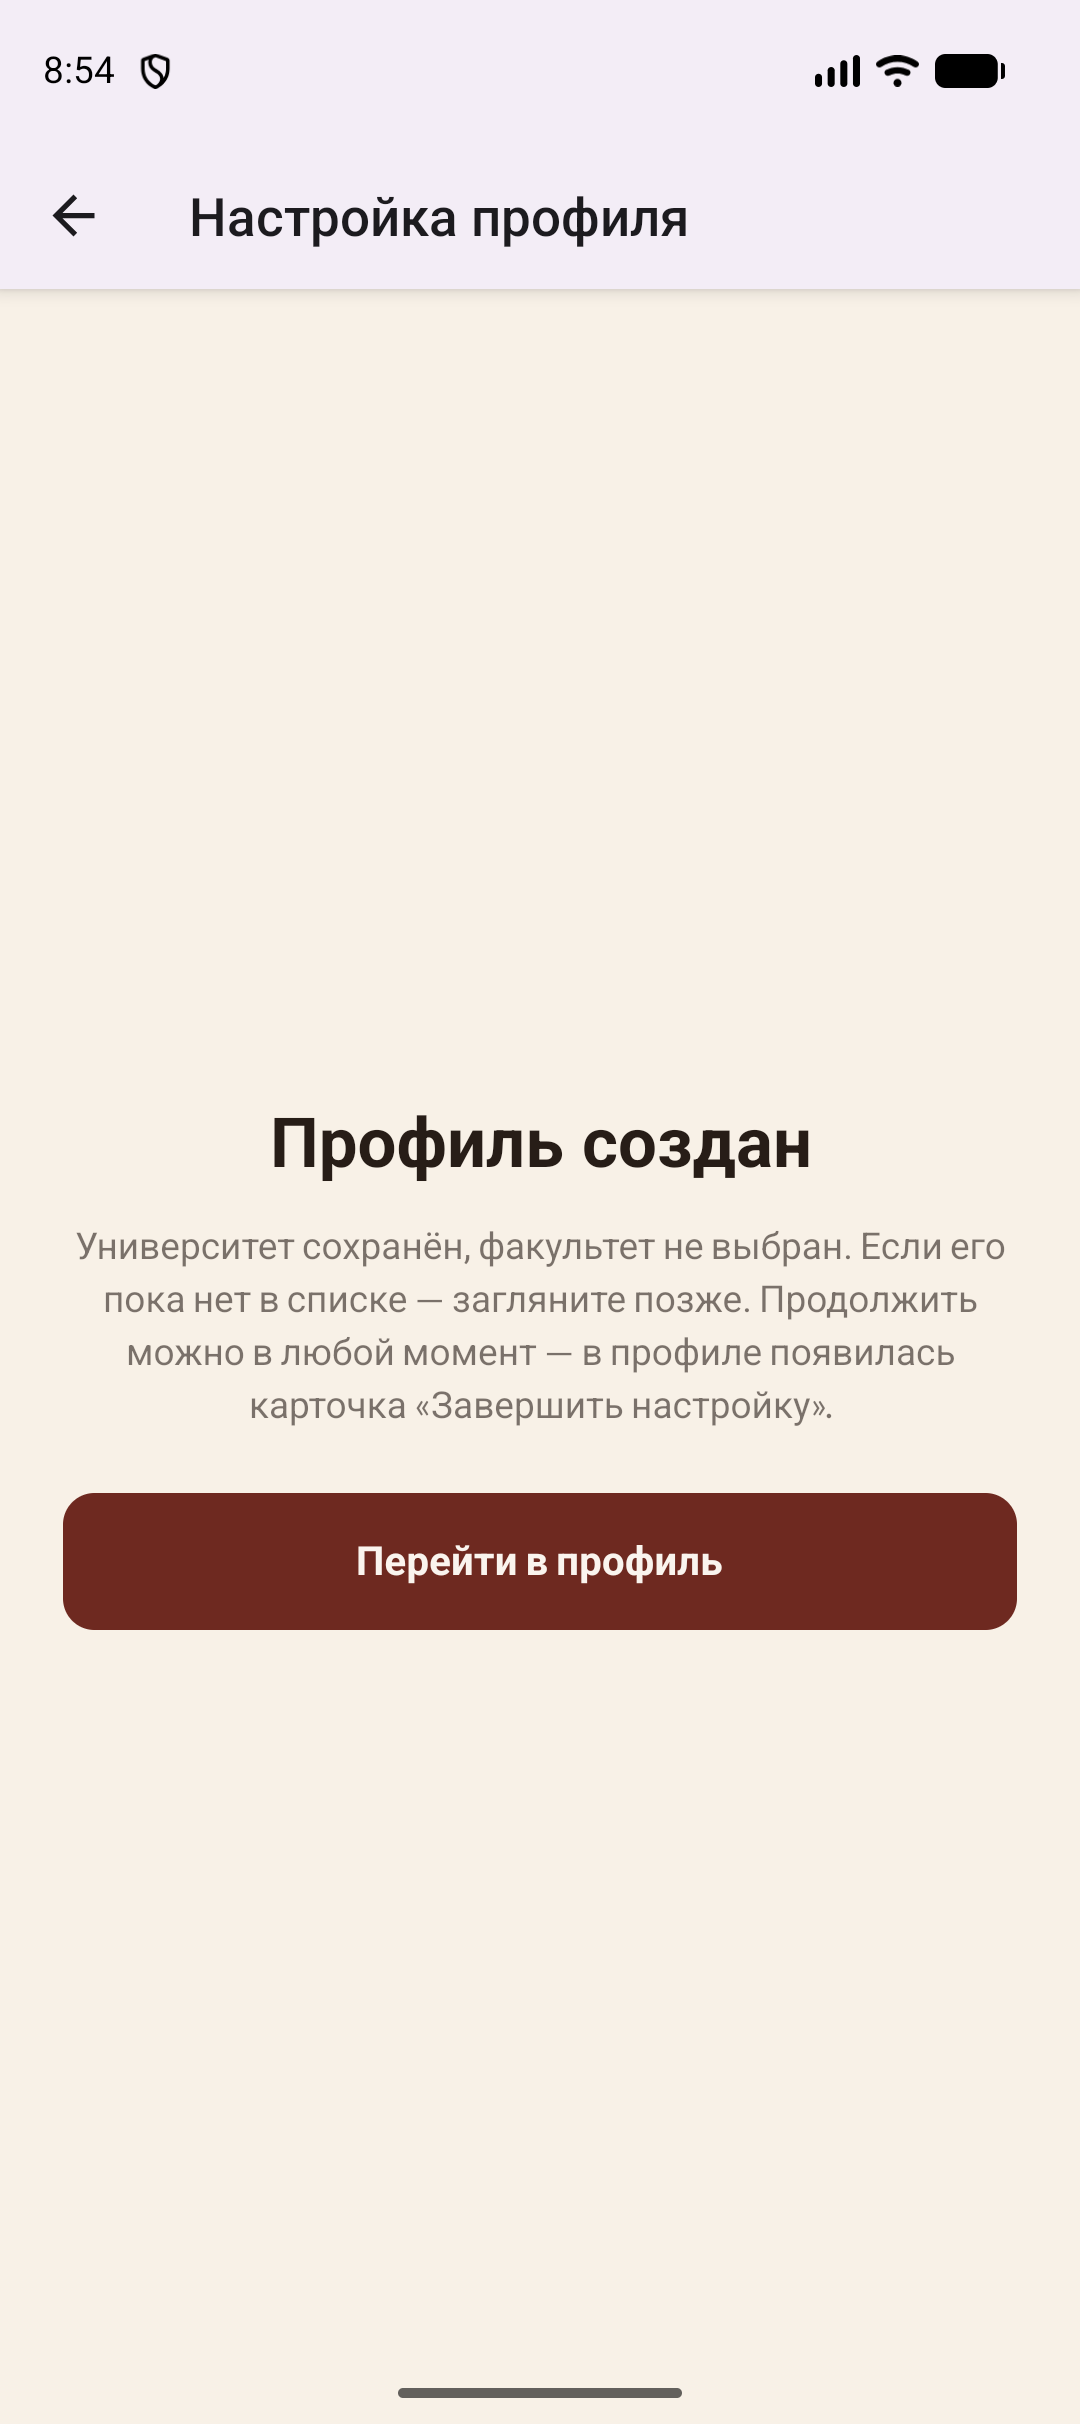 8:54
Настройка профиля
Профиль создан
Университет сохранён, факультет не выбран. Если его
пока нет в списке — загляните позже. Продолжить
можно в любой момент — в профиле появилась
карточка «Завершить настройку».
Перейти в профиль